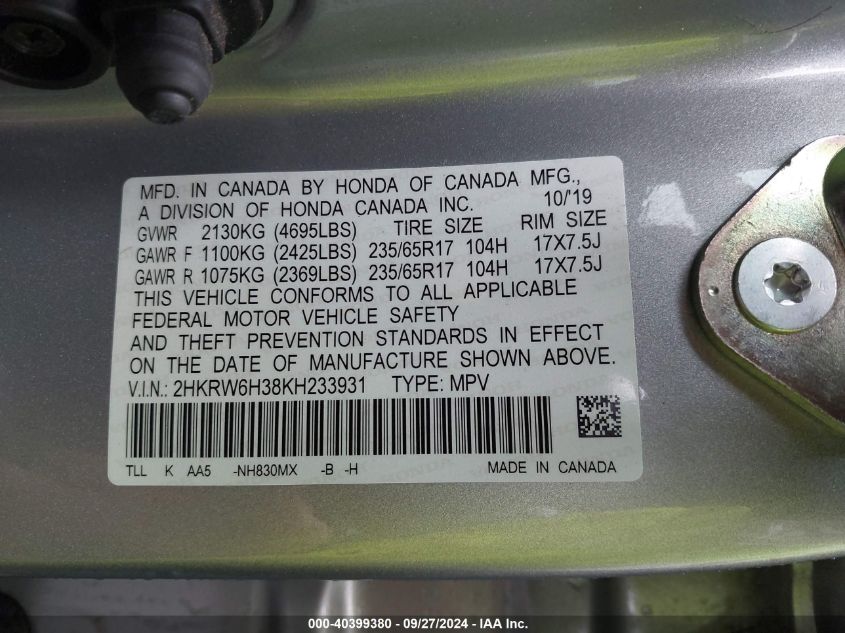 MFD. IN CANADA BY HONDA OF CANADA MFG.,
A DIVISION OF HONDA CANADA INC. 10/'19
GVWR 2130KG (4695LBS) TIRE SIZE RIM SIZE
GAWR F 1100KG (2425LBS) 235/65R17 104H 17X7.5J
GAWR R 1075KG (2369LBS) 235/65R17 104H 17X7.5J
THIS VEHICLE CONFORMS TO ALL APPLICABLE
FEDERAL MOTOR VEHICLE SAFETY
AND THEFT PREVENTION STANDARDS IN EFFECT
ON THE DATE OF MANUFACTURE SHOWN ABOVE.
V.I.N.: 2HKRW6H38KH233931 TYPE: MPV
TLL K AA5 -NH830MX -B -H MADE IN CANADA
000-40399380 - 09/27/2024 - IAA Inc.